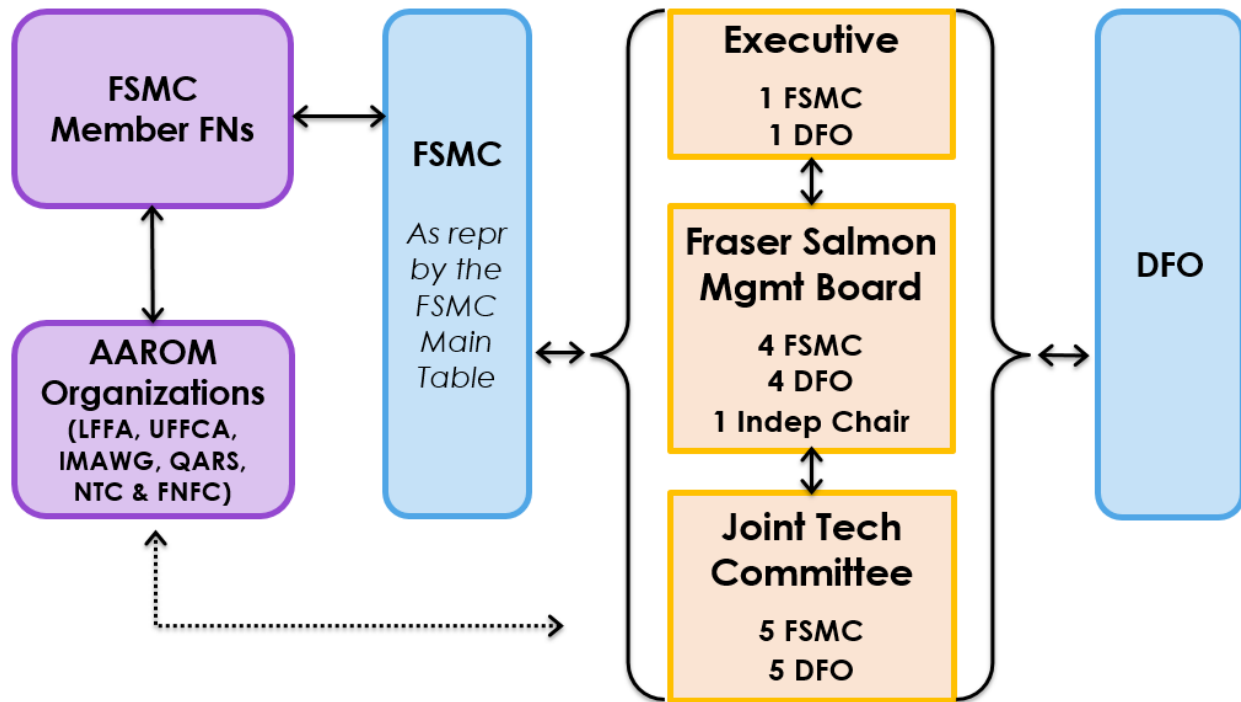 FSMC
Member FNs
AAROM
Organizations
(LFFA, UFFCA,
IMAWG, QARS,
NTC & FNFC)
FSMC
As repr
by the
FSMC
Main
Table
Executive
1 FSMC
1 DFO
Fraser Salmon
Mgmt Board
4 FSMC
4 DFO
1 Indep Chair
Joint Tech
Committee
5 FSMC
5 DFO
DFO